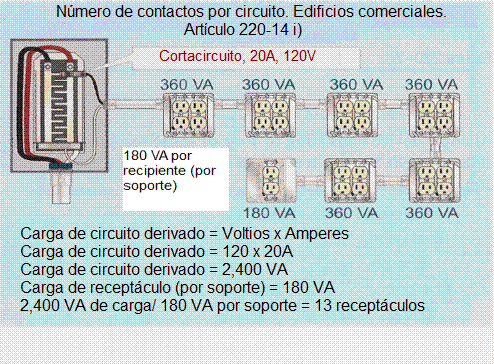 Número de contactos por circuito. Edificios comerciales.
Artículo 220-14 i)
Cortacircuito, 20A, 120V
360 VA 360 VA 360 VA 360 VA
180 VA por
recipiente (por
soporte)
180 VA 360 VA 360 VA
Carga de circuito derivado = Voltios x Amperes
Carga de circuito derivado = 120 x 20A
Carga de circuito derivado = 2,400 VA
Carga de receptáculo (por soporte) = 180 VA
2,400 VA de carga/ 180 VA por soporte = 13 receptáculos